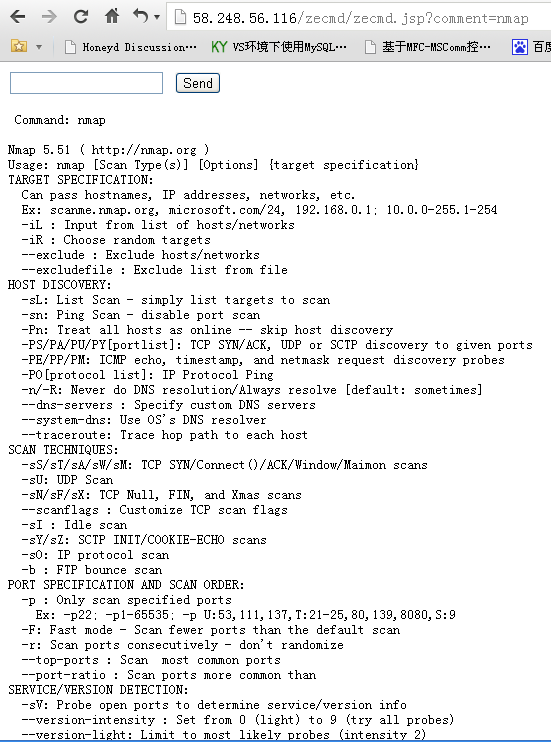 58.248.56.116/zecmd/zecmd.jsp?comment=nmap
Honeyd Discussion… KY VS环境下使用MySQL… 基于MFC-MSComm控… 百度
Send
Command: nmap
Nmap 5.51 ( http://nmap.org )
Usage: nmap [Scan Type(s)] [Options] {target specification}
TARGET SPECIFICATION:
Can pass hostnames, IP addresses, networks, etc.
Ex: scanme.nmap.org, microsoft.com/24, 192.168.0.1; 10.0.0-255.1-254
-iL : Input from list of hosts/networks
-iR : Choose random targets
--exclude : Exclude hosts/networks
--excludefile : Exclude list from file
HOST DISCOVERY:
-sL: List Scan - simply list targets to scan
-sn: Ping Scan - disable port scan
-Pn: Treat all hosts as online -- skip host discovery
-PS/PA/PU/PY[portlist]: TCP SYN/ACK, UDP or SCTP discovery to given ports
-PE/PP/PM: ICMP echo, timestamp, and netmask request discovery probes
-PO[protocol list]: IP Protocol Ping
-n/-R: Never do DNS resolution/Always resolve [default: sometimes]
--dns-servers : Specify custom DNS servers
--system-dns: Use OS's DNS resolver
--traceroute: Trace hop path to each host
SCAN TECHNIQUES:
-sS/sT/sA/sW/sM: TCP SYN/Connect()/ACK/Window/Maimon scans
-sU: UDP Scan
-sN/sF/sX: TCP Null, FIN, and Xmas scans
--scanflags : Customize TCP scan flags
-sI : Idle scan
-sY/sZ: SCTP INIT/COOKIE-ECHO scans
-sO: IP protocol scan
-b : FTP bounce scan
PORT SPECIFICATION AND SCAN ORDER:
-p : Only scan specified ports
Ex: -p22; -p1-65535; -p U:53,111,137,T:21-25,80,139,8080,S:9
-F: Fast mode - Scan fewer ports than the default scan
-r: Scan ports consecutively - don't randomize
--top-ports : Scan  most common ports
--port-ratio : Scan ports more common than
SERVICE/VERSION DETECTION:
-sV: Probe open ports to determine service/version info
--version-intensity : Set from 0 (light) to 9 (try all probes)
--version-light: Limit to most likely probes (intensity 2)